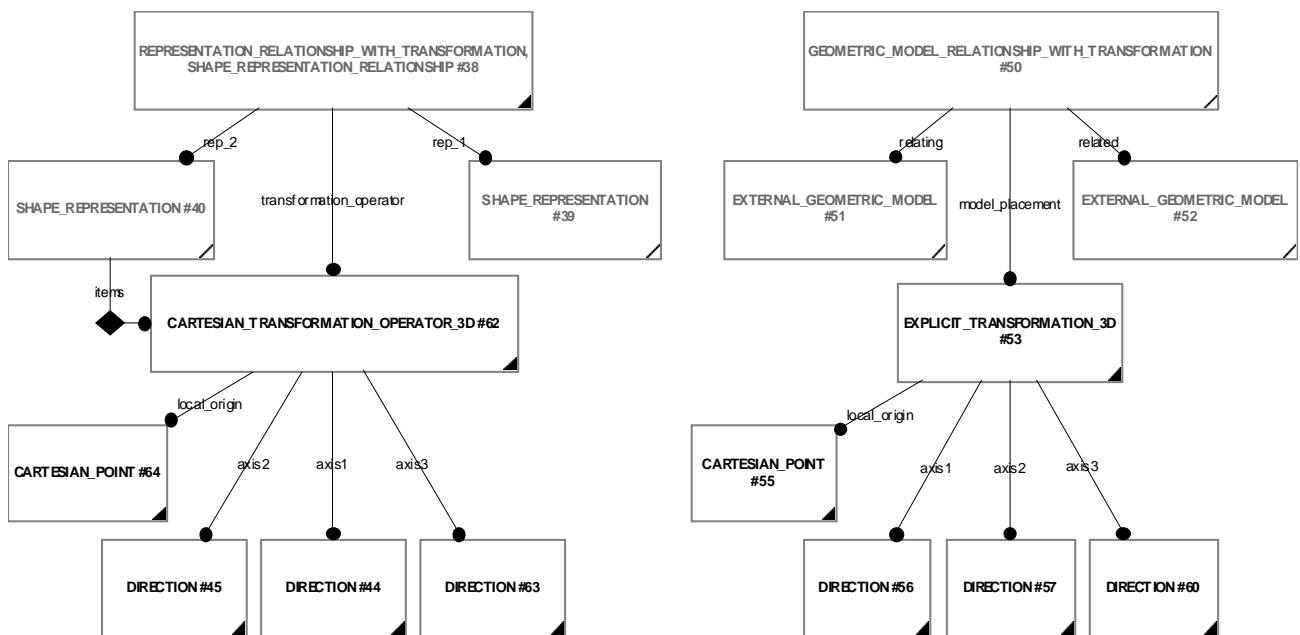 REPRESENTATION_RELATIONSHIP_WITH_TRANSFORMATION,
SHAPE_REPRESENTATION_RELATIONSHIP #38
rep_2
rep_1
SHAPE_REPRESENTATION #40
transformation_operator
SHAPE_REPRESENTATION
#39
items
CARTESIAN_TRANSFORMATION_OPERATOR_3D #62
local_origin
CARTESIAN_POINT #64
axis2
axis1
axis3
DIRECTION #45
DIRECTION #44
DIRECTION #63
GEOMETRIC_MODEL_RELATIONSHIP_WITH_TRANSFORMATION
#50
relating
related
EXTERNAL_GEOMETRIC_MODEL
#51
model_placement
EXTERNAL_GEOMETRIC_MODEL
#52
EXPLICIT_TRANSFORMATION_3D
#53
local_origin
CARTESIAN_POINT
#55
axis1
axis2
axis3
DIRECTION #56
DIRECTION #57
DIRECTION #60